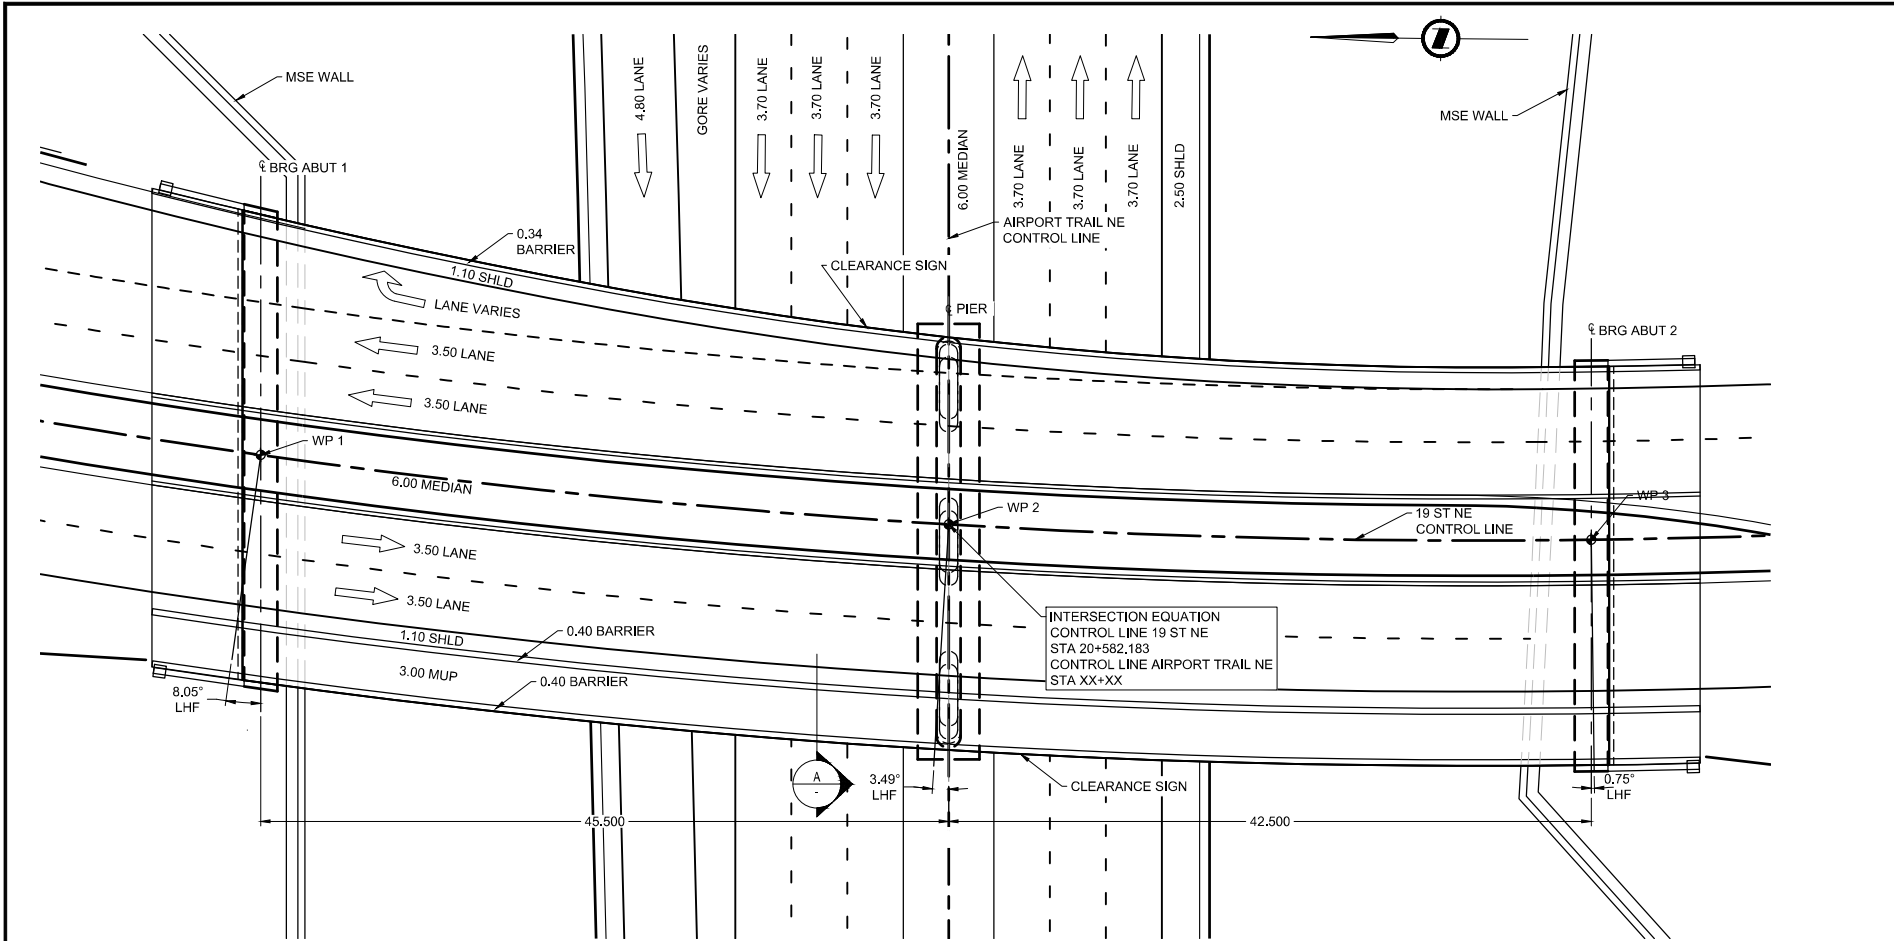 MSE WALL
4.80 LANE
GORE VARIES
3.70 LANE
3.70 LANE
3.70 LANE
6.00 MEDIAN
3.70 LANE
3.70 LANE
3.70 LANE
2.50 SHLD
MSE WALL
℄ BRG ABUT 1
AIRPORT TRAIL NE
CONTROL LINE
0.34
BARRIER
1.10 SHLD
CLEARANCE SIGN
LANE VARIES
℄ PIER
℄ BRG ABUT 2
3.50 LANE
3.50 LANE
WP 1
6.00 MEDIAN
WP 2
WP 3
19 ST NE
CONTROL LINE
3.50 LANE
3.50 LANE
INTERSECTION EQUATION
CONTROL LINE 19 ST NE
STA 20+582.183
CONTROL LINE AIRPORT TRAIL NE
STA XX+XX
1.10 SHLD
0.40 BARRIER
3.00 MUP
0.40 BARRIER
8.05°
LHF
A
-
3.49°
LHF
CLEARANCE SIGN
0.75°
LHF
45.500
42.500